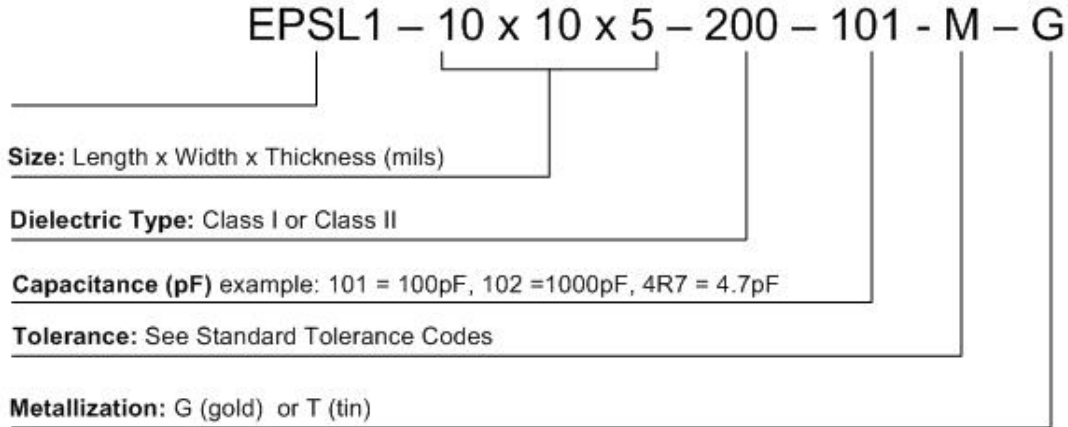 EPSL1 – 10 x 10 x 5 – 200 – 101 - M – G
Size: Length x Width x Thickness (mils)
Dielectric Type: Class I or Class II
Capacitance (pF) example: 101 = 100pF, 102 =1000pF, 4R7 = 4.7pF
Tolerance: See Standard Tolerance Codes
Metallization: G (gold) or T (tin)